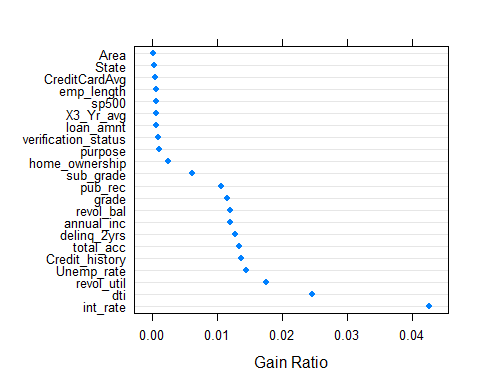 Area
State
CreditCardAvg
emp_length
sp500
X3_Yr_avg
loan_amnt
verification_status
purpose
home_ownership
sub_grade
pub_rec
grade
revol_bal
annual_inc
delinq_2yrs
total_acc
Credit_history
Unemp_rate
revol_util
dti
int_rate
0.00 0.01 0.02 0.03 0.04
Gain Ratio